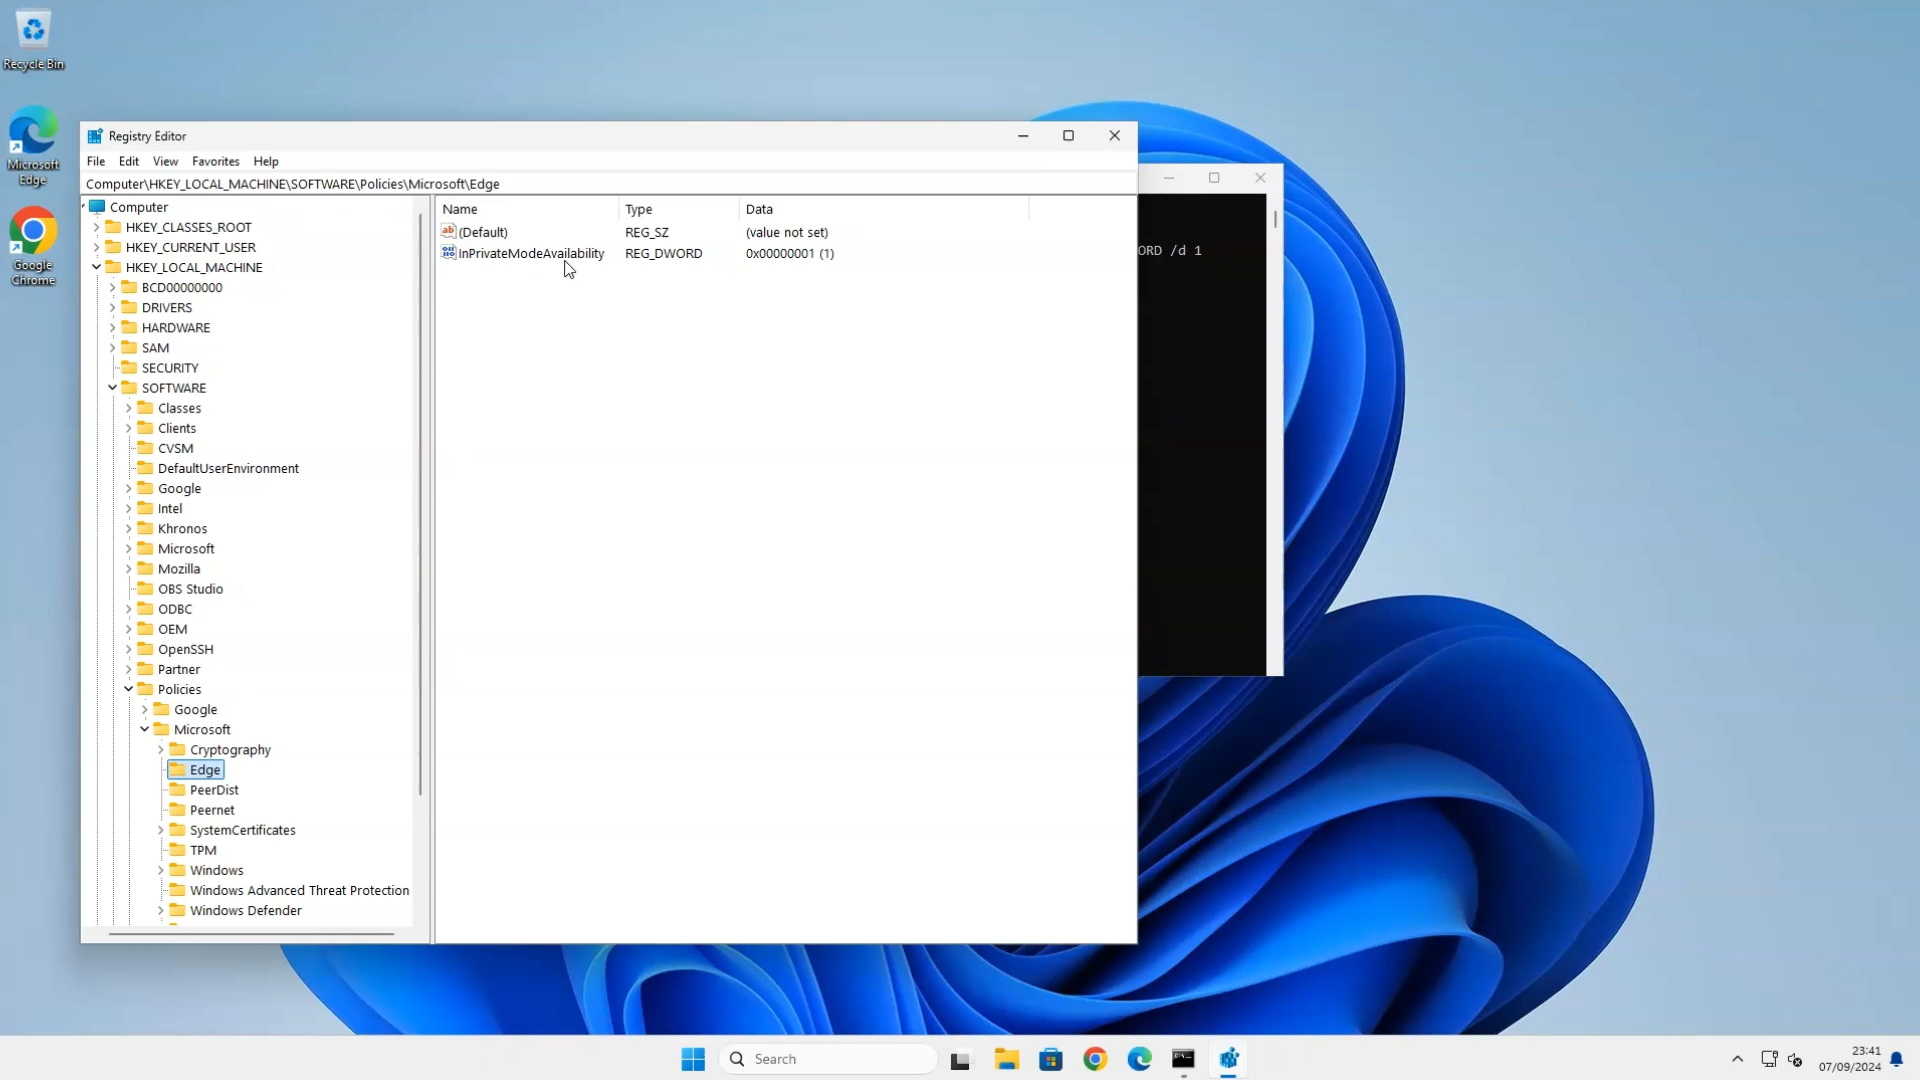 Recycle Bin
Microsoft
Edge
Google
Chrome
Registry Editor
File Edit View Favorites Help
Computer\HKEY_LOCAL_MACHINE\SOFTWARE\Policies\Microsoft\Edge
Computer
HKEY_CLASSES_ROOT
HKEY_CURRENT_USER
HKEY_LOCAL_MACHINE
BCD00000000
DRIVERS
HARDWARE
SAM
SECURITY
SOFTWARE
Classes
Clients
CVSM
DefaultUserEnvironment
Google
Intel
Khronos
Microsoft
Mozilla
OBS Studio
ODBC
OEM
OpenSSH
Partner
Policies
Google
Microsoft
Cryptography
Edge
PeerDist
Peernet
SystemCertificates
TPM
Windows
Windows Advanced Threat Protection
Windows Defender
Name Type Data
ab (Default) REG_SZ (value not set)
InPrivateModeAvailability REG_DWORD 0x00000001 (1)
ORD /d 1
Search
23:41
07/09/2024